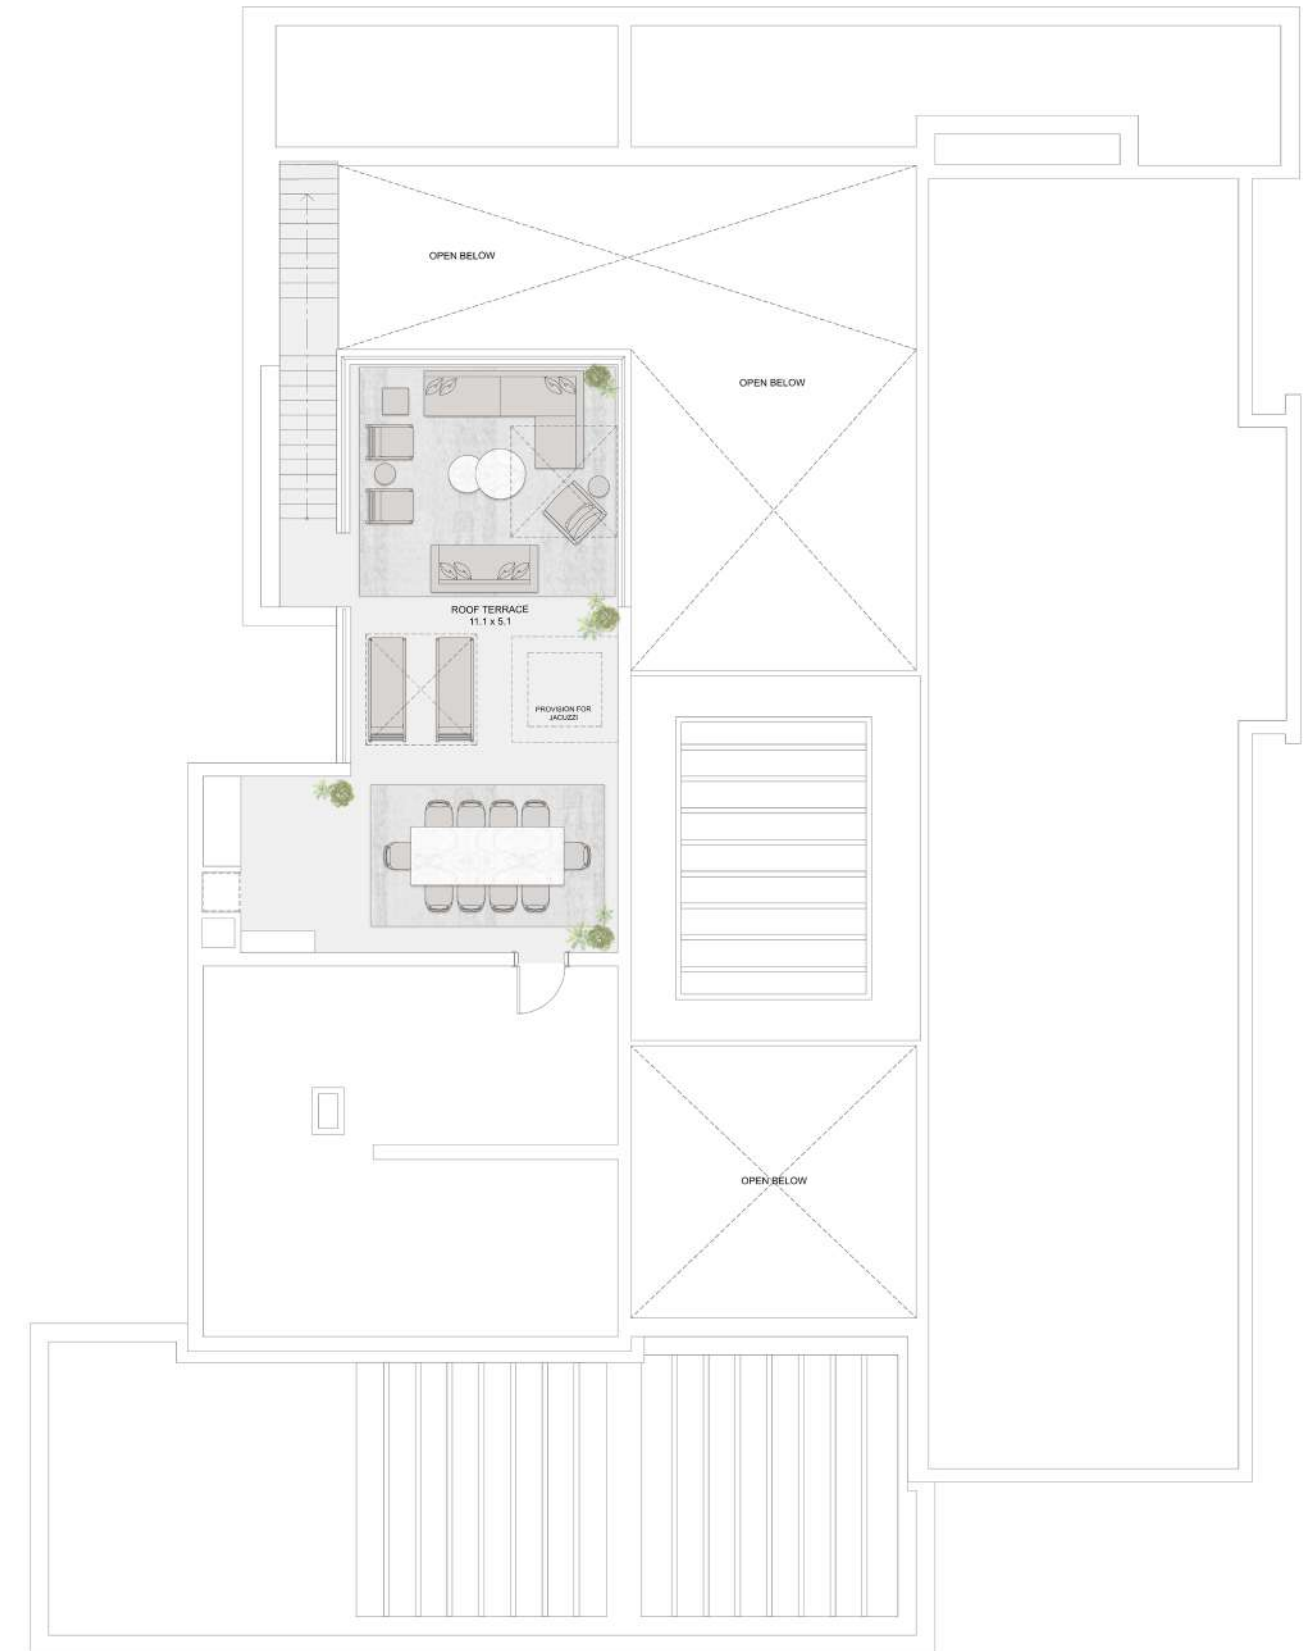 OPEN BELOW
OPEN BELOW
ROOF TERRACE
11.1 x 5.1
PROVISION FOR
JACUZZI
OPEN BELOW